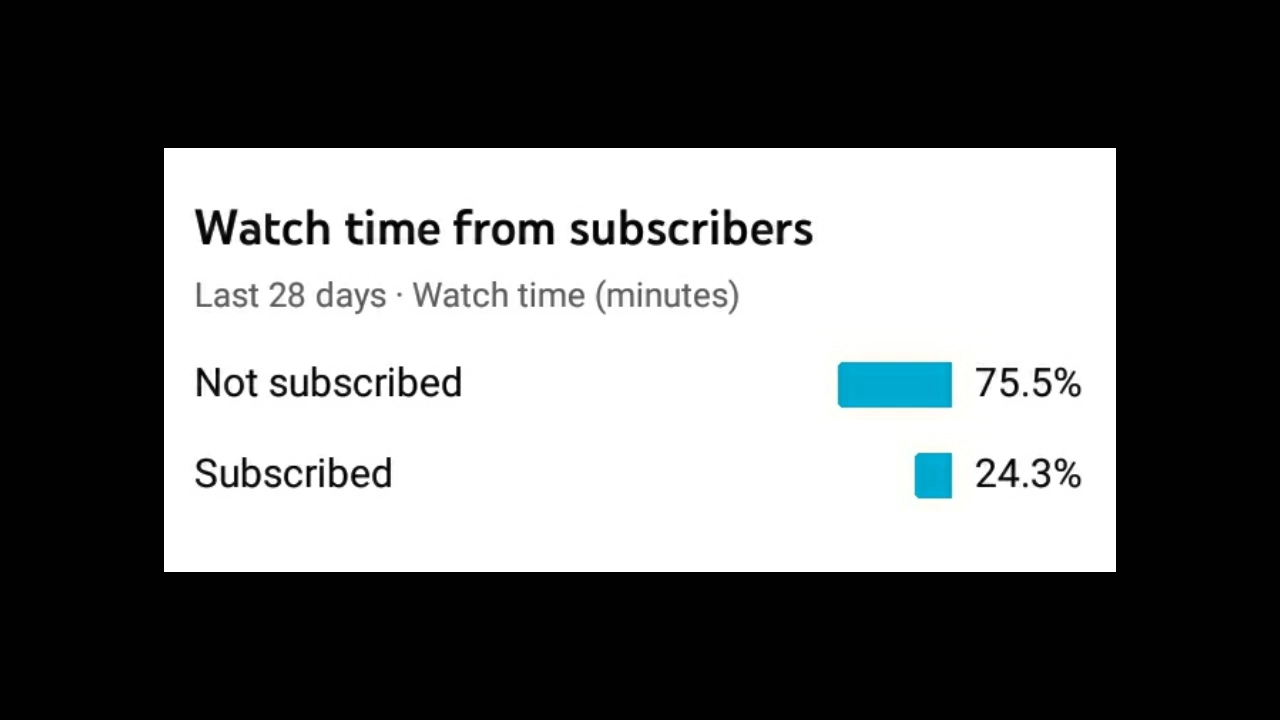 Watch time from subscribers
Last 28 days · Watch time (minutes)
Not subscribed 75.5%
Subscribed 24.3%